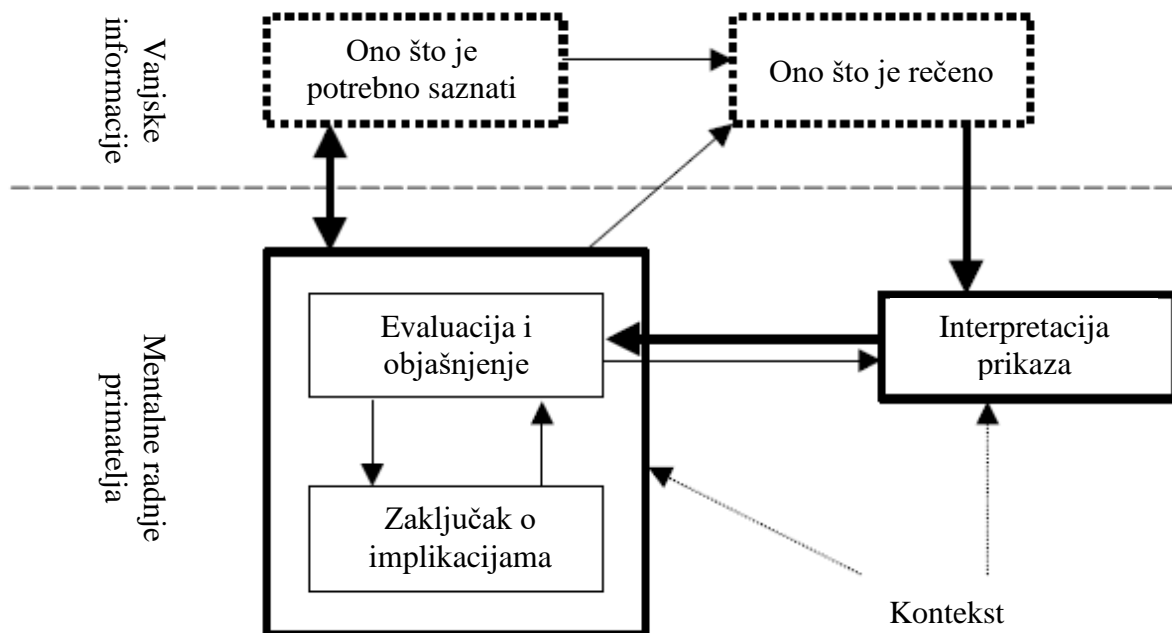 Vanjske
informacije
Ono što je
potrebno saznati
Ono što je rečeno
Mentalne radnje
primatelja
Evaluacija i
objašnjenje
Interpretacija
prikaza
Zaključak o
implikacijama
Kontekst